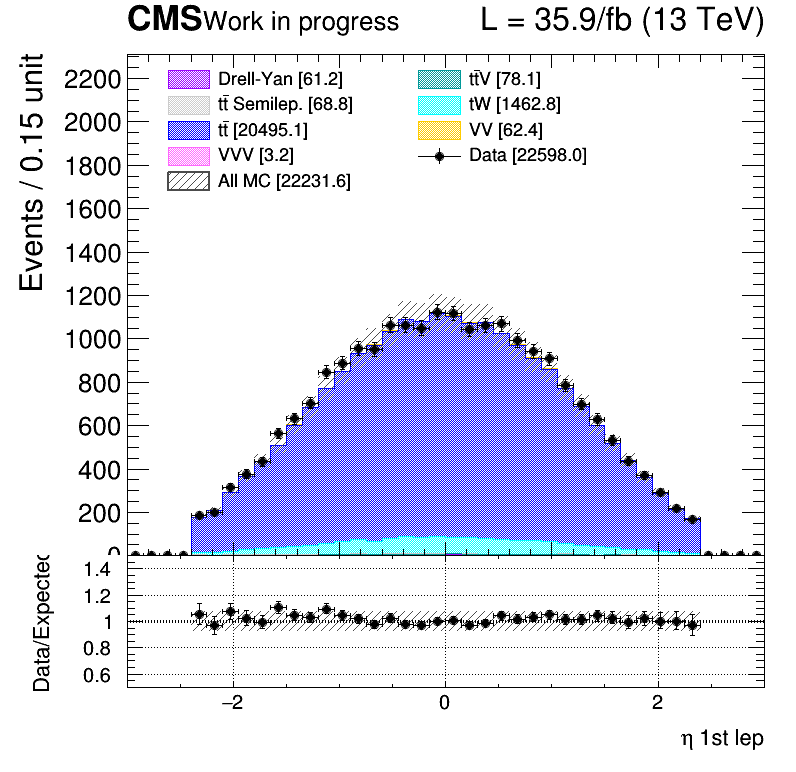 CMS Work in progress L = 35.9/fb (13 TeV)
Events / 0.15 unit
2200
2000
1800
1600
1400
1200
1000
800
600
400
200
0
Drell-Yan [61.2]
tt̄ Semilep. [68.8]
tt̄ [20495.1]
VVV [3.2]
All MC [22231.6]
tt̄V [78.1]
tW [1462.8]
VV [62.4]
Data [22598.0]
Data/Expected
1.4
1.2
1
0.8
0.6
−2 0 2
η 1st lep